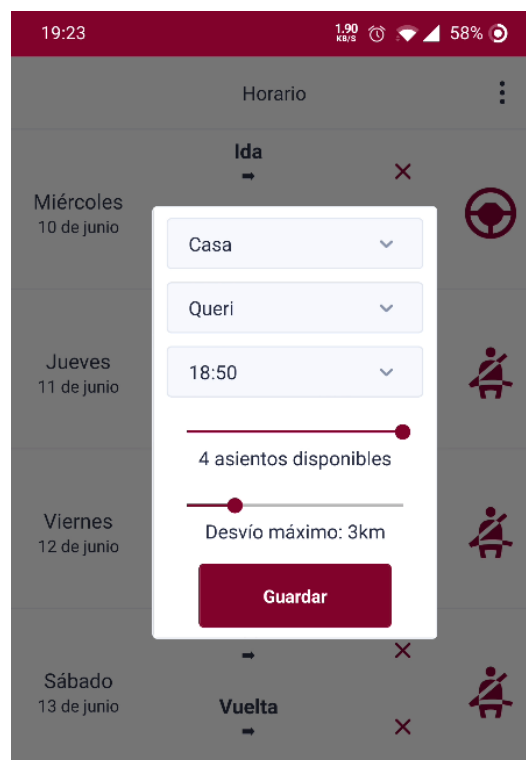 19:23 1.90 KB/S 58%
Horario
Ida
Miércoles
10 de junio
Casa
Queri
Jueves
11 de junio
18:50
4 asientos disponibles
Viernes
12 de junio
Desvío máximo: 3km
Guardar
Sábado
13 de junio
Vuelta